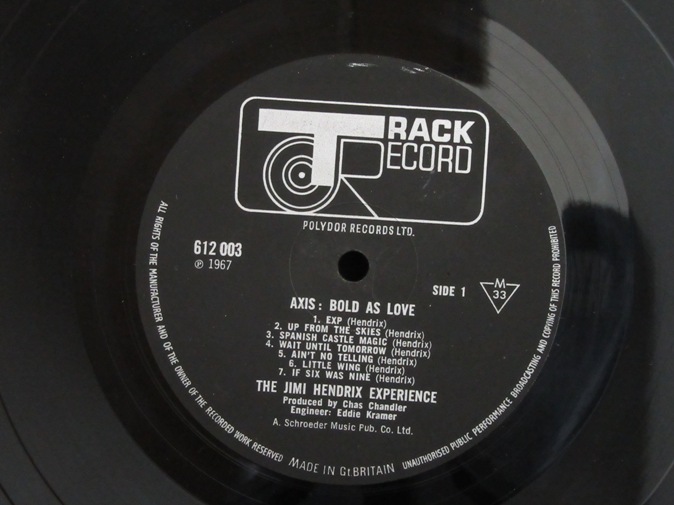 TRACK
RECORD
POLYDOR RECORDS LTD.
612 003
℗ 1967
SIDE 1
M
33
AXIS: BOLD AS LOVE
1. EXP (Hendrix)
2. UP FROM THE SKIES (Hendrix)
3. SPANISH CASTLE MAGIC (Hendrix)
4. WAIT UNTIL TOMORROW (Hendrix)
5. AIN'T NO TELLING (Hendrix)
6. LITTLE WING (Hendrix)
7. IF SIX WAS NINE (Hendrix)
THE JIMI HENDRIX EXPERIENCE
Produced by Chas Chandler
Engineer: Eddie Kramer
A. Schroeder Music Pub. Co. Ltd.
ALL RIGHTS OF THE MANUFACTURER AND OF THE OWNER OF THE RECORDED WORK RESERVED
MADE IN Gt.BRITAIN
UNAUTHORISED PUBLIC PERFORMANCE BROADCASTING AND COPYING OF THIS RECORD PROHIBITED